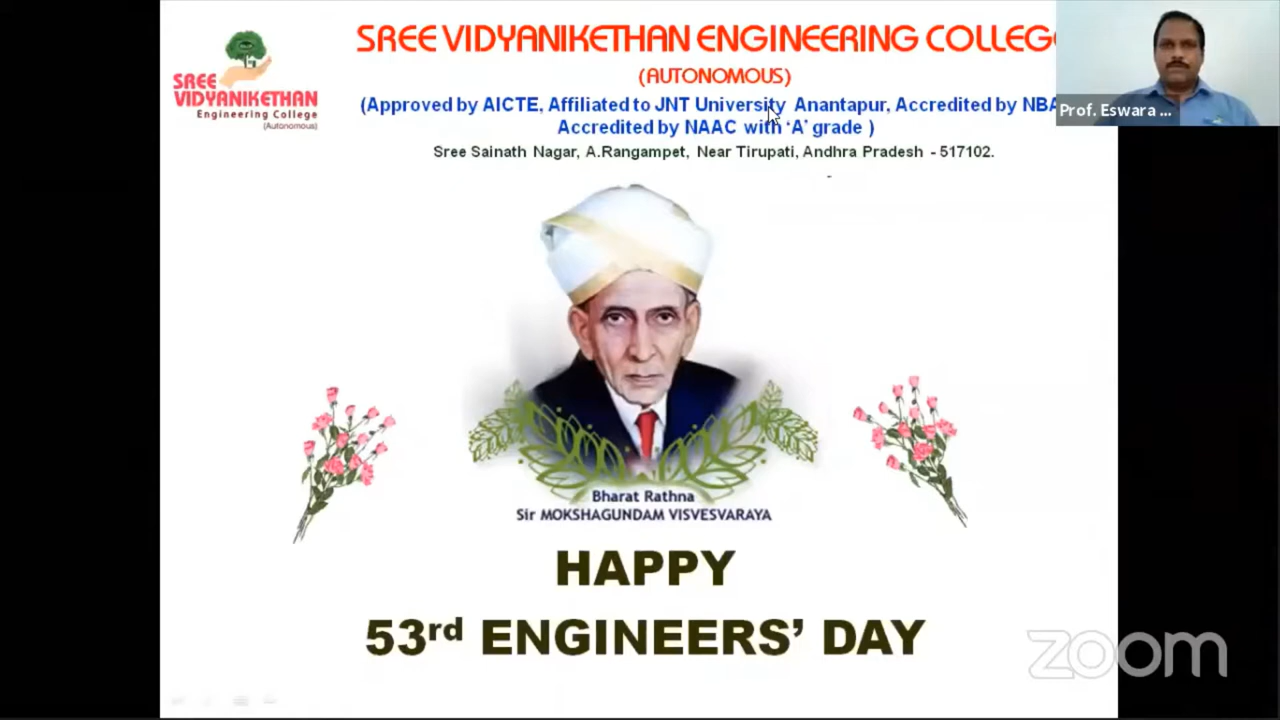 SREE VIDYANIKETHAN ENGINEERING COLLEG
(AUTONOMOUS)
(Approved by AICTE, Affiliated to JNT University Anantapur, Accredited by NBA
Accredited by NAAC with ‘A’ grade )
Sree Sainath Nagar, A.Rangampet, Near Tirupati, Andhra Pradesh - 517102.
SREE
VIDYANIKETHAN
Engineering College
(Autonomous)
Prof. Eswara ...
Bharat Rathna
Sir MOKSHAGUNDAM VISVESVARAYA
HAPPY
53rd ENGINEERS’ DAY
zoom